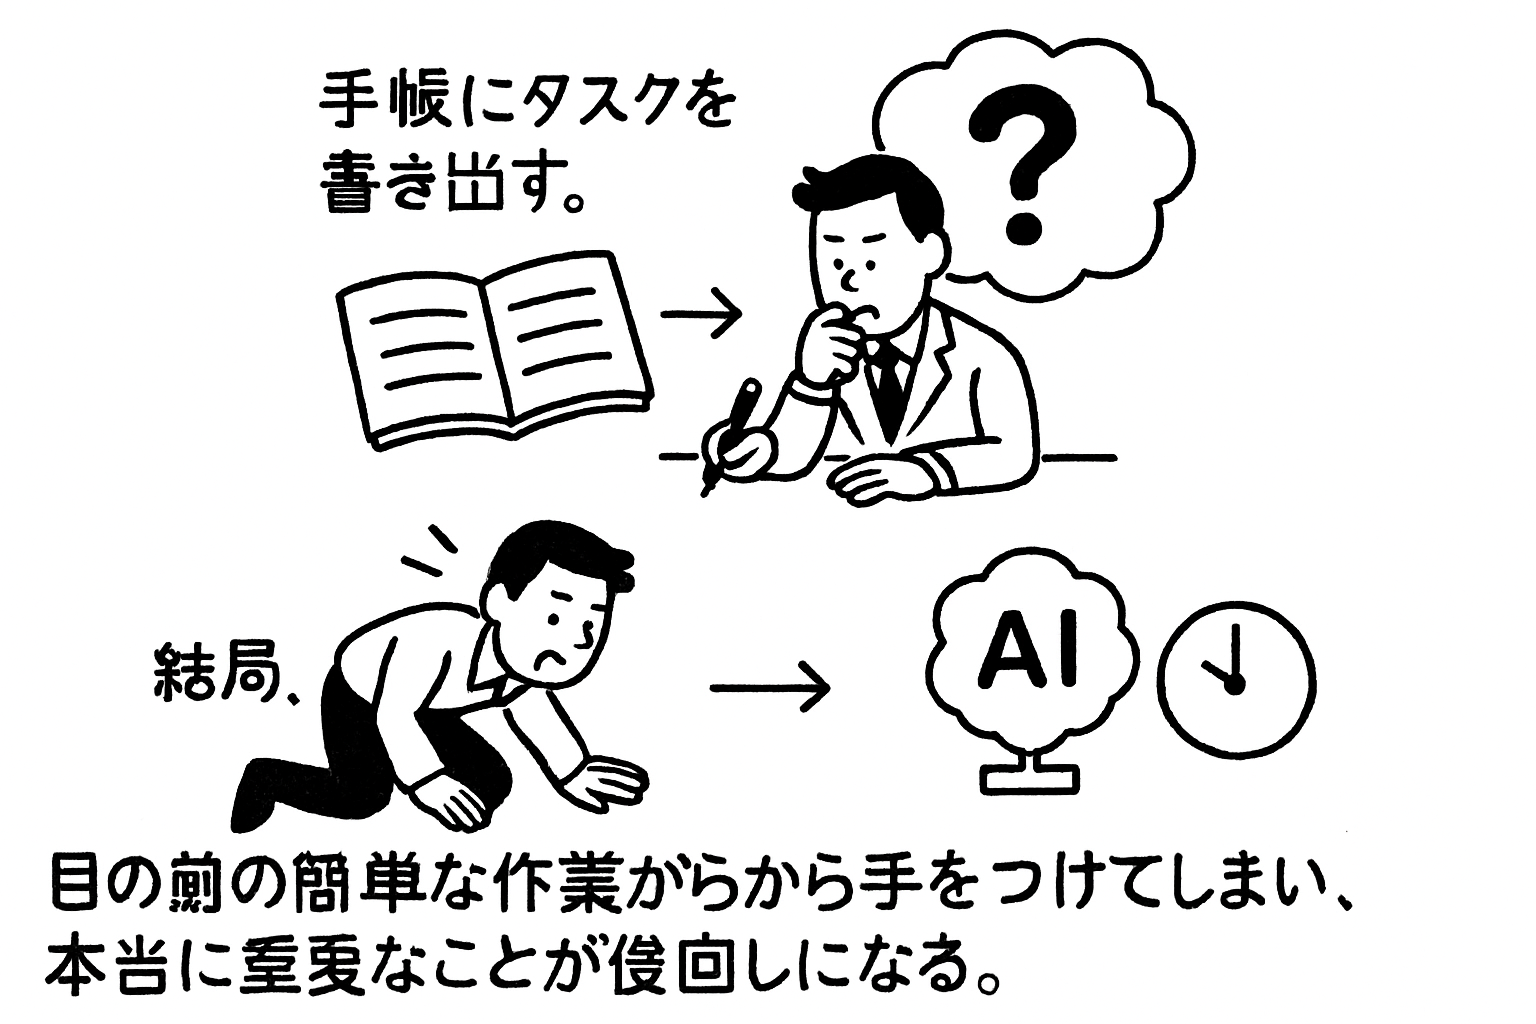 手帳にタスクを
書き出す。
?
結局、
AI
目の前の簡単な作業がらから手をつけてしまい、
本当に重要なことが後回しになる。